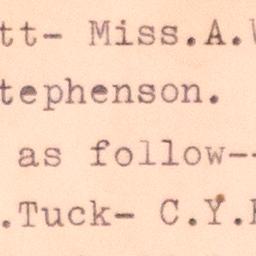 tt- Miss.A.
tephenson.
as follow--
.Tuck- C.Y.